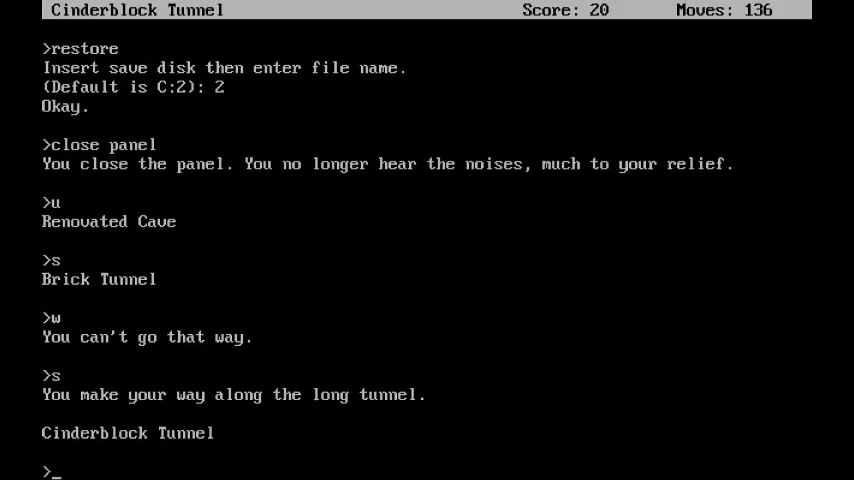 Cinderblock Tunnel Score: 20 Moves: 136
>restore
Insert save disk then enter file name.
(Default is C:2): 2
Okay.
>close panel
You close the panel. You no longer hear the noises, much to your relief.
>u
Renovated Cave
>s
Brick Tunnel
>w
You can't go that way.
>s
You make your way along the long tunnel.
Cinderblock Tunnel
>_